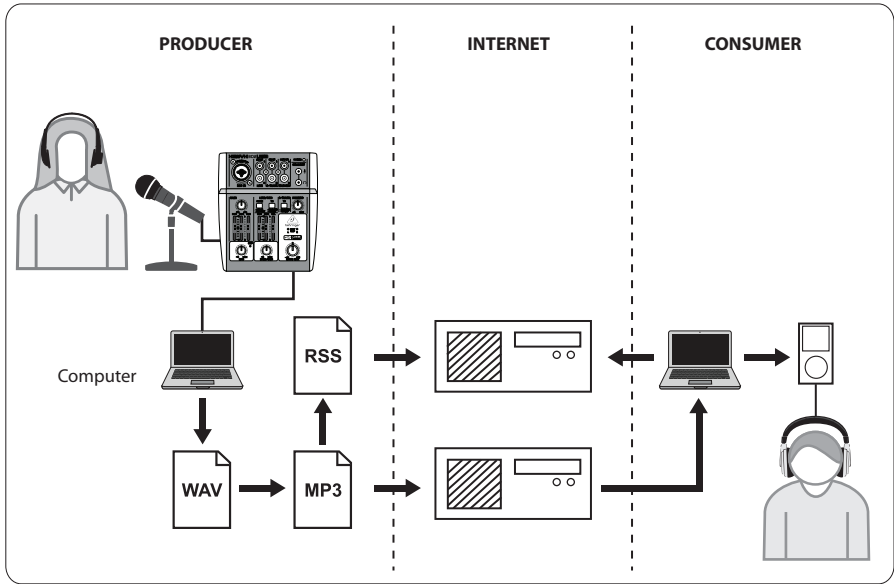 PRODUCER
INTERNET
CONSUMER
Computer
RSS
WAV
MP3